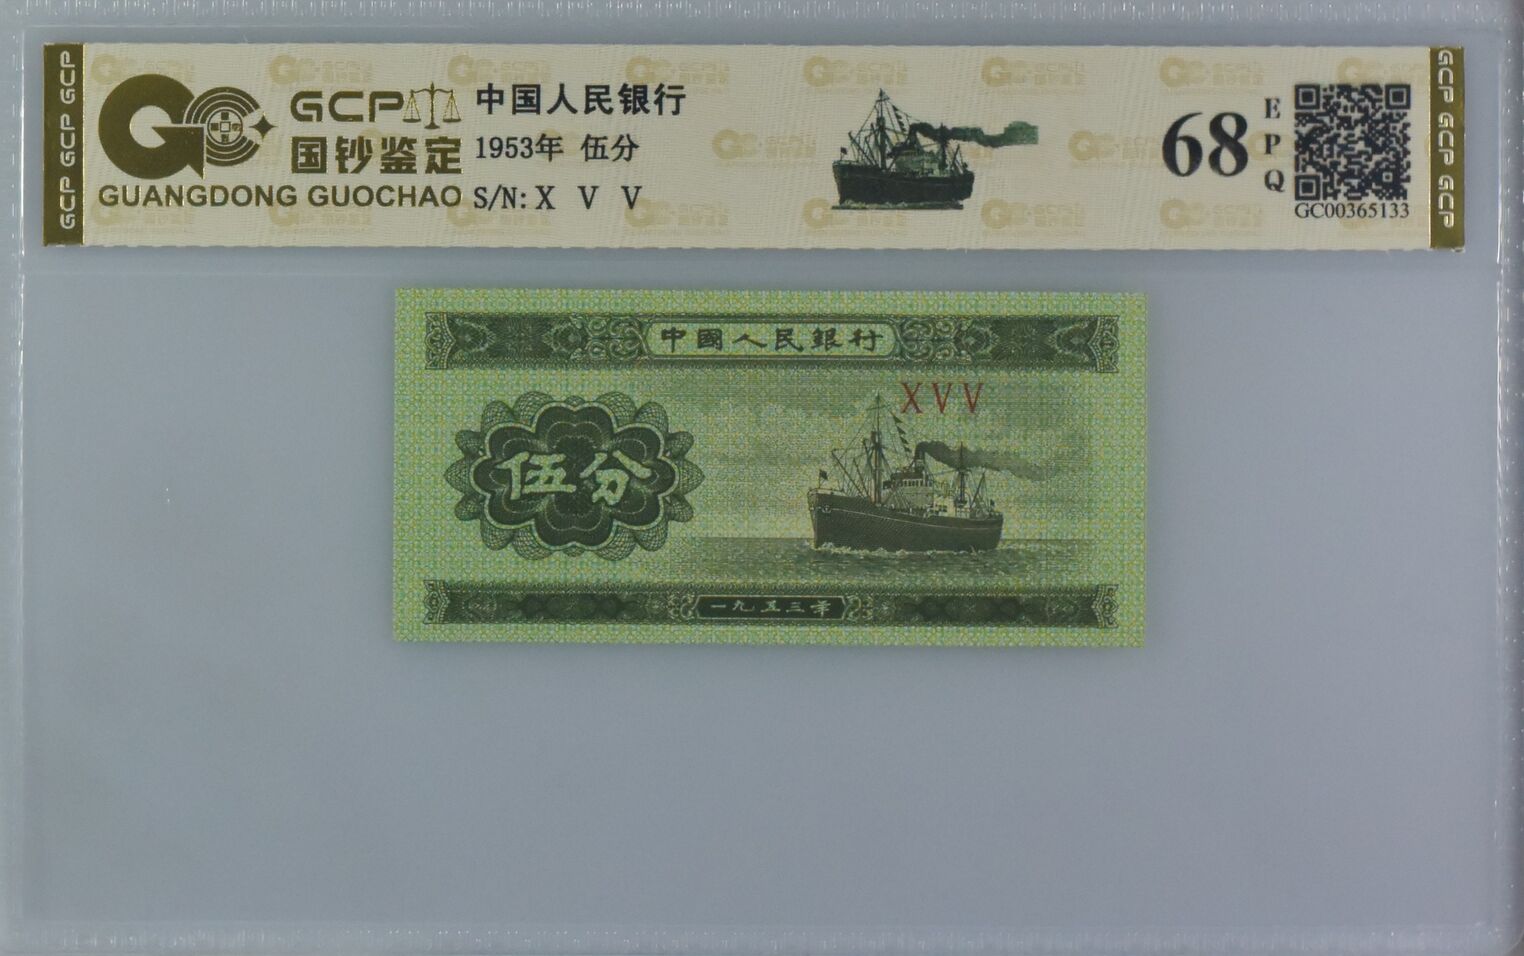 GCP GCP GCP
GCP
国钞鉴定
GUANGDONG GUOCHAO
中国人民银行
1953年 伍分
S/N: X V V
68
EPQ
GC00365133
GCP GCP GCP
中國人民銀行
XVV
伍分
一九五三年